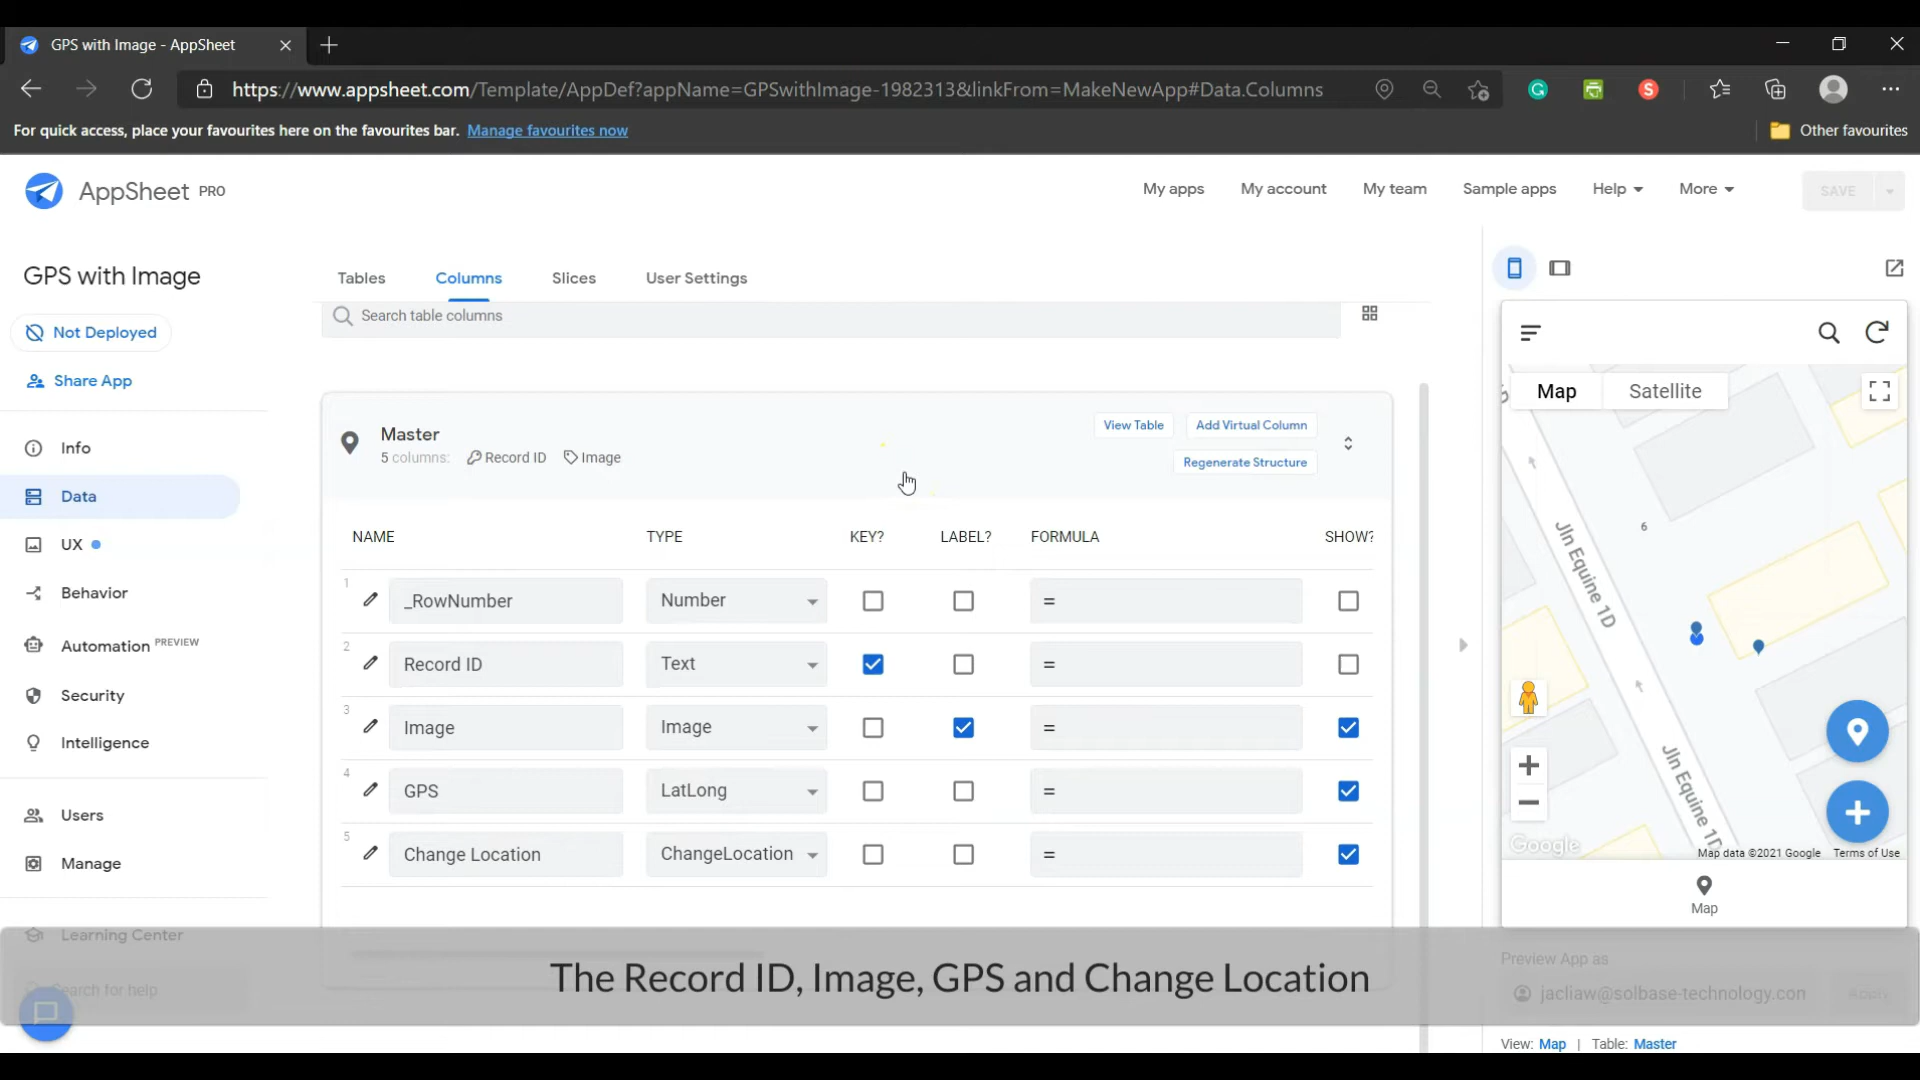 GPS with Image - AppSheet
https://www.appsheet.com/Template/AppDef?appName=GPSwithImage-1982313&linkFrom=MakeNewApp#Data.Columns
For quick access, place your favourites here on the favourites bar. Manage favourites now
Other favourites
AppSheet PRO
My apps
My account
My team
Sample apps
Help
More
SAVE
GPS with Image
Not Deployed
Share App
Info
Data
UX
Behavior
Automation PREVIEW
Security
Intelligence
Users
Manage
Learning Center
Search for help
Tables
Columns
Slices
User Settings
Search table columns
Master
5 columns: Record ID Image
View Table
Add Virtual Column
Regenerate Structure
NAME TYPE KEY? LABEL? FORMULA SHOW?
1 _RowNumber Number =
2 Record ID Text =
3 Image Image =
4 GPS LatLong =
5 Change Location ChangeLocation =
Map
Satellite
6
Jln Equine 1D
Jln Equine 1D
Google
Map data ©2021 Google Terms of Use
Map
The Record ID, Image, GPS and Change Location
Preview App as
jacliaw@solbase-technology.con
Apply
View: Map | Table: Master